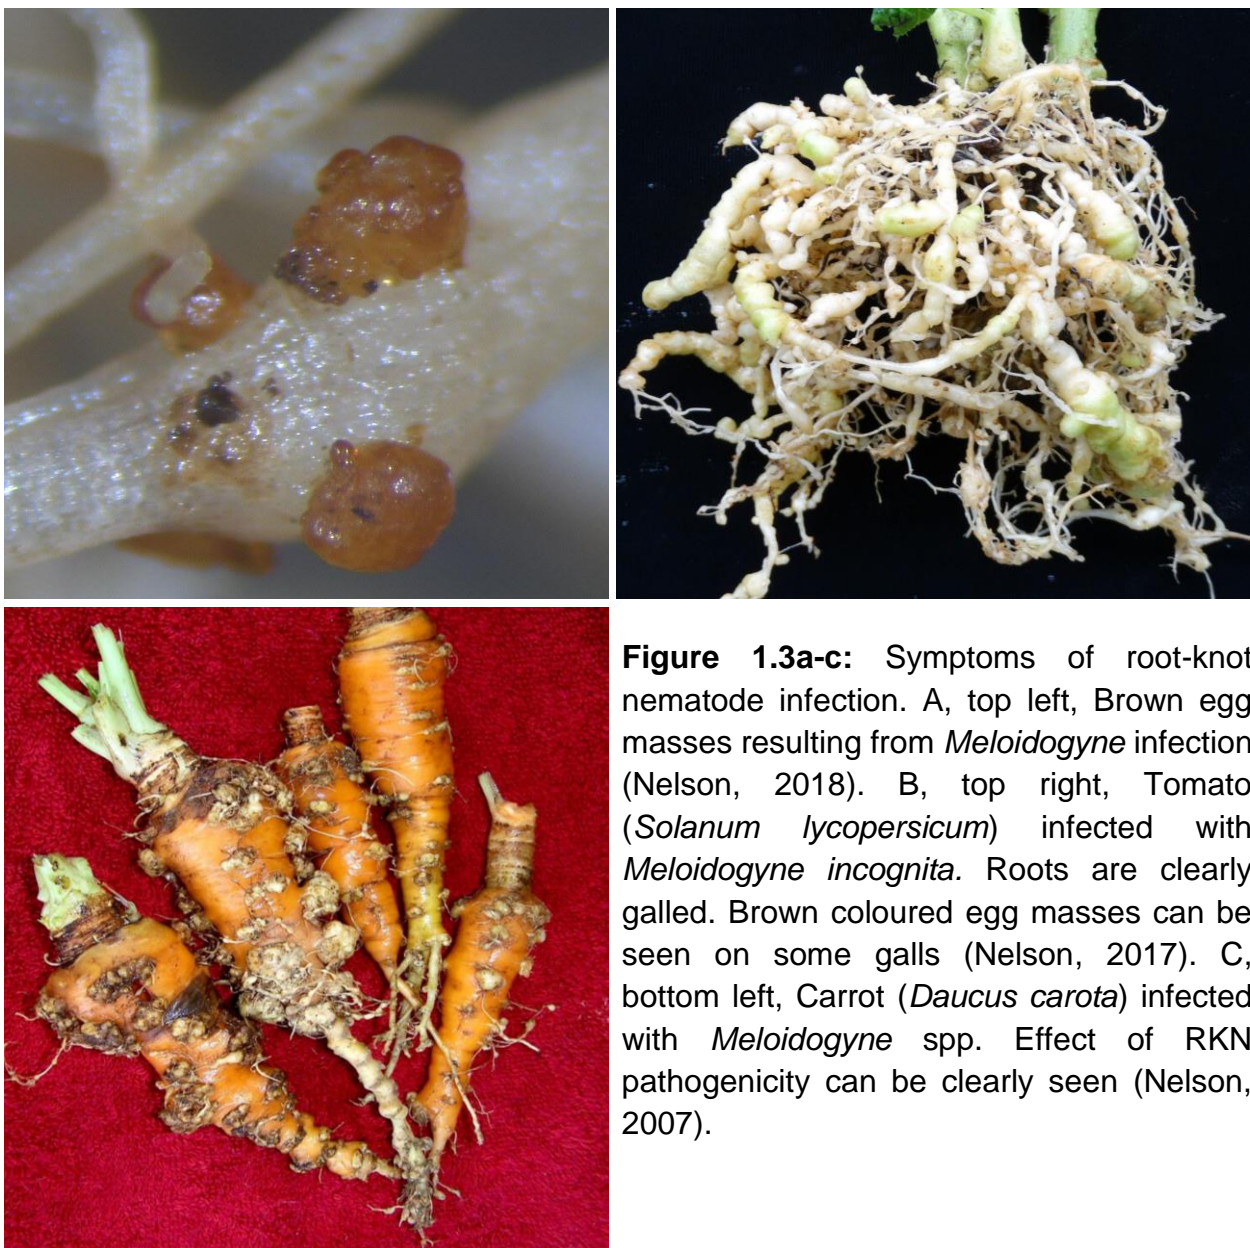 Figure 1.3a-c: Symptoms of root-knot
nematode infection. A, top left, Brown egg
masses resulting from Meloidogyne infection
(Nelson, 2018). B, top right, Tomato
(Solanum lycopersicum) infected with
Meloidogyne incognita. Roots are clearly
galled. Brown coloured egg masses can be
seen on some galls (Nelson, 2017). C,
bottom left, Carrot (Daucus carota) infected
with Meloidogyne spp. Effect of RKN
pathogenicity can be clearly seen (Nelson,
2007).